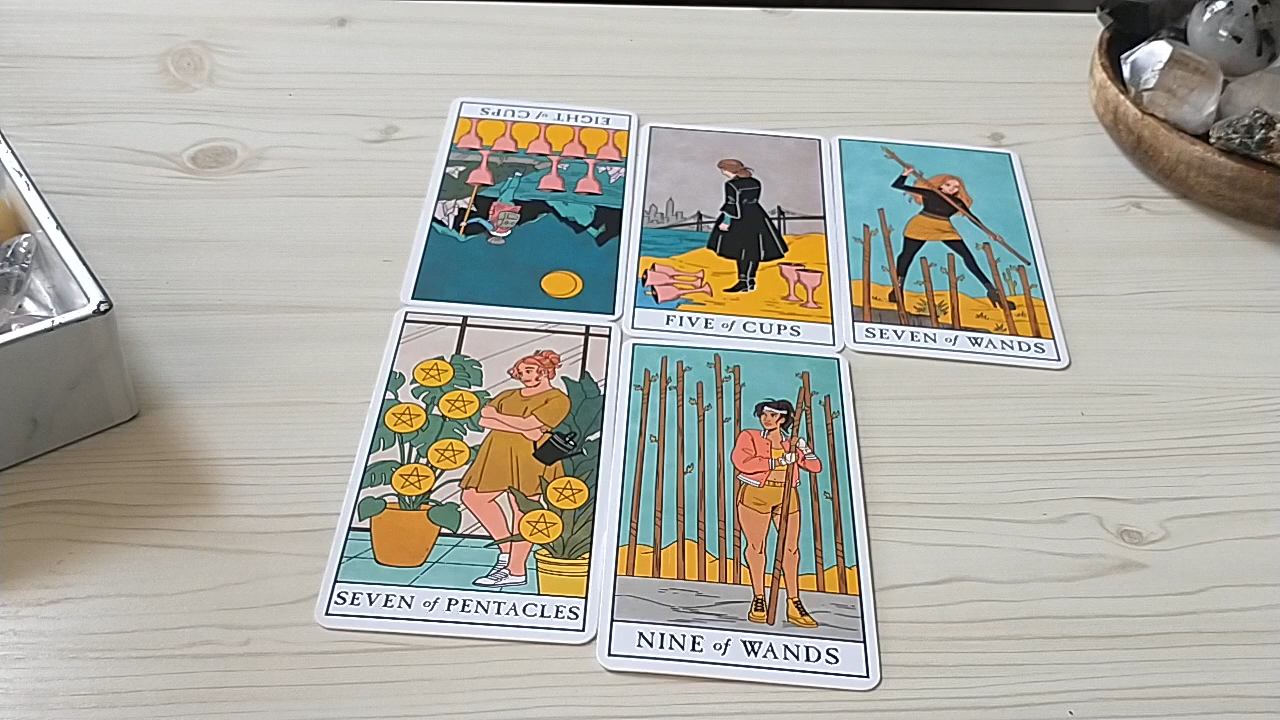 EIGHT of CUPS
FIVE of CUPS
SEVEN of WANDS
SEVEN of PENTACLES
NINE of WANDS